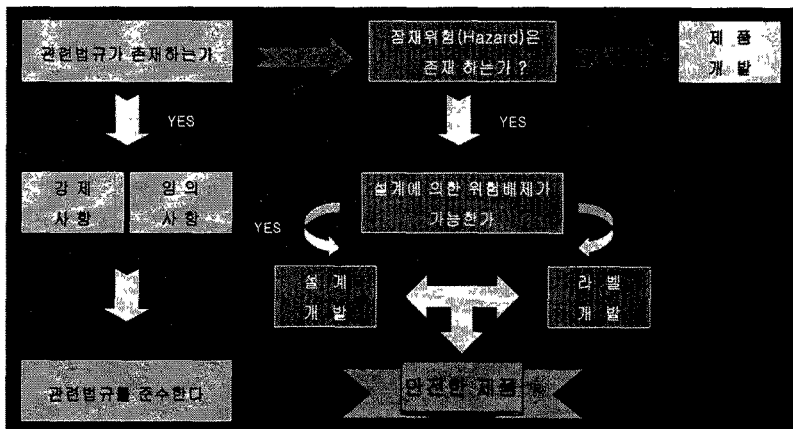 관련법규가 존재하는가
잠재위험(Hazard)은
존재 하는가 ?
제 품
개 발
YES
YES
강 제
사 항
임 의
사 항
설계에 의한 위험배제가
가능한가
YES
설 계
개 발
라 벨
개 발
관련법규를 준수한다
안전한 제품